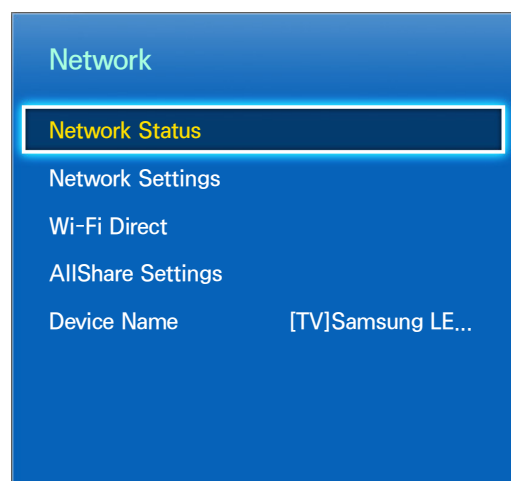 Network
Network Status
Network Settings
Wi-Fi Direct
AllShare Settings
Device Name [TV]Samsung LE...